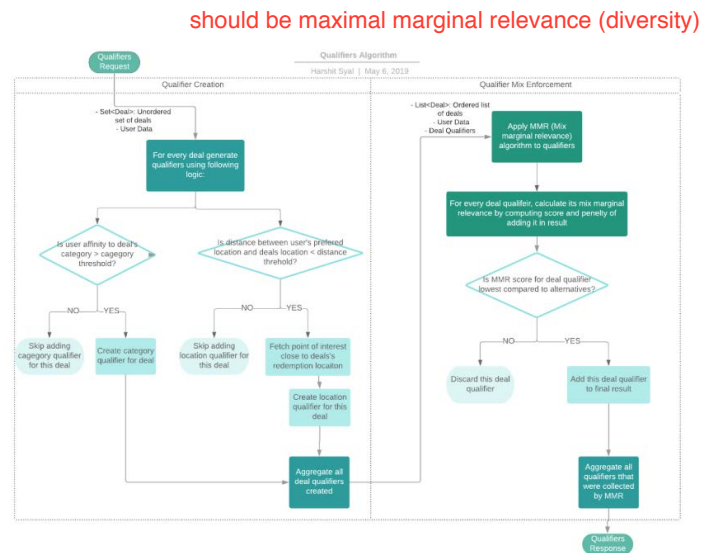 should be maximal marginal relevance (diversity)
Qualifiers
Request
Qualifiers Algorithm
Harshit Syal | May 6, 2019
Qualifier Creation
- Set<Deal>: Unordered
set of deals
- User Data
For every deal generate
qualifiers using following
logic:
Is user affinity to deal's
category > cagegory
threshold?
is distance between user's prefered
location and deals location < distance
threhold?
NO
YES
NO
YES
Skip adding
cagegory qualifier
for this deal
Create category
qualifier for deal
Skip adding
location qualifier for
this deal
Fetch point of interest
close to deals's
redemption locaiton
Create location
qualifier for this
deal
Aggregate all
deal qualifiers
created
Qualifier Mix Enforcement
- List<Deal>: Ordered list
of deals
- User Data
- Deal Qualifiers
Apply MMR (Mix
marginal relevance)
algorithm to qualifiers
For every deal qualifeir, calculate its mix marginal
relevance by computing score and penelty of
adding it in result
Is MMR score for deal qualifier
lowest compared to alternatives?
NO
YES
Discard this deal
qualifier
Add this deal qualifier
to final result
Aggregate all
qualifiers tthat
were collected
by MMR
Qualifiers
Response